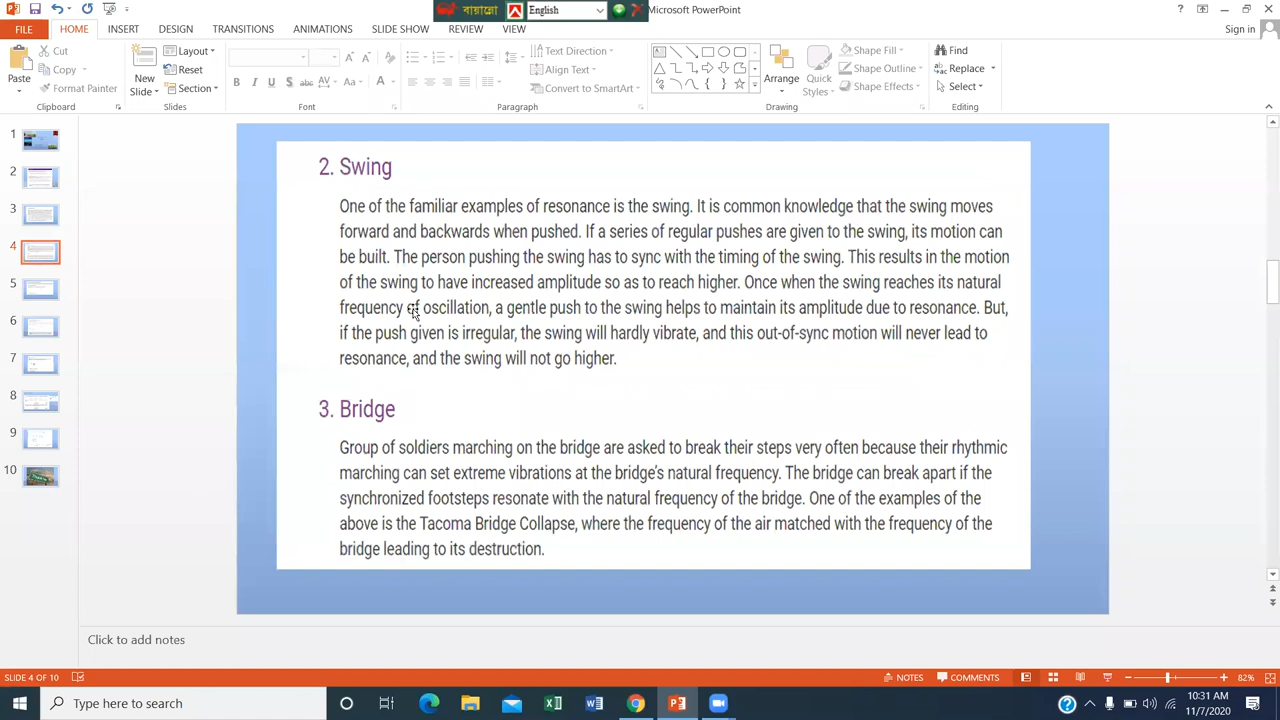 বায়ান্নো English Microsoft PowerPoint
FILE HOME INSERT DESIGN TRANSITIONS ANIMATIONS SLIDE SHOW REVIEW VIEW Sign in
Paste
Cut
Copy
Format Painter
Clipboard
New Slide
Layout
Reset
Section
Slides
B I U S abc AV Aa A
Font
Text Direction
Align Text
Convert to SmartArt
Paragraph
Arrange
Quick Styles
Shape Fill
Shape Outline
Shape Effects
Drawing
Find
Replace
Select
Editing
1
2
3
4
5
6
7
8
9
10
2. Swing
One of the familiar examples of resonance is the swing. It is common knowledge that the swing moves
forward and backwards when pushed. If a series of regular pushes are given to the swing, its motion can
be built. The person pushing the swing has to sync with the timing of the swing. This results in the motion
of the swing to have increased amplitude so as to reach higher. Once when the swing reaches its natural
frequency of oscillation, a gentle push to the swing helps to maintain its amplitude due to resonance. But,
if the push given is irregular, the swing will hardly vibrate, and this out-of-sync motion will never lead to
resonance, and the swing will not go higher.
3. Bridge
Group of soldiers marching on the bridge are asked to break their steps very often because their rhythmic
marching can set extreme vibrations at the bridge's natural frequency. The bridge can break apart if the
synchronized footsteps resonate with the natural frequency of the bridge. One of the examples of the
above is the Tacoma Bridge Collapse, where the frequency of the air matched with the frequency of the
bridge leading to its destruction.
Click to add notes
SLIDE 4 OF 10 NOTES COMMENTS 82%
Type here to search
10:31 AM
11/7/2020